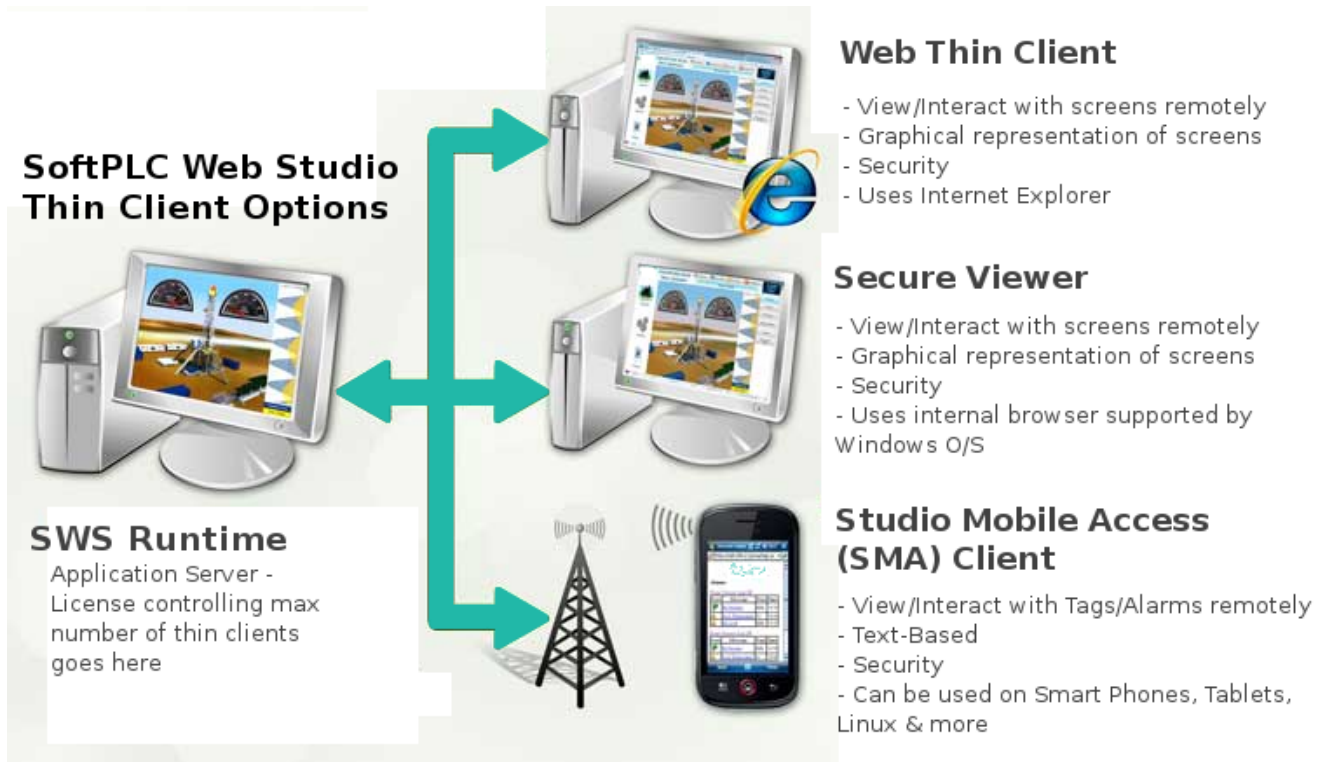 SoftPLC Web Studio
Thin Client Options
SWS Runtime
Application Server -
License controlling max
number of thin clients
goes here
Web Thin Client
- View/Interact with screens remotely
- Graphical representation of screens
- Security
- Uses Internet Explorer
Secure Viewer
- View/Interact with screens remotely
- Graphical representation of screens
- Security
- Uses internal browser supported by
Windows O/S
Studio Mobile Access
(SMA) Client
- View/Interact with Tags/Alarms remotely
- Text-Based
- Security
- Can be used on Smart Phones, Tablets,
Linux & more